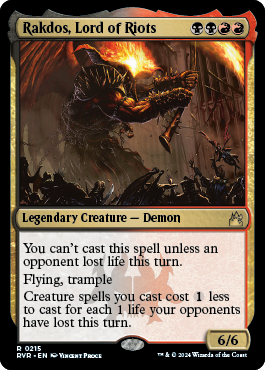 Rakdos, Lord of Riots
Legendary Creature — Demon
You can't cast this spell unless an
opponent lost life this turn.
Flying, trample
Creature spells you cast cost 1 less
to cast for each 1 life your opponents
have lost this turn.
6/6
R 0215
RVR • EN Vincent Proce
™ & © 2024 Wizards of the Coast